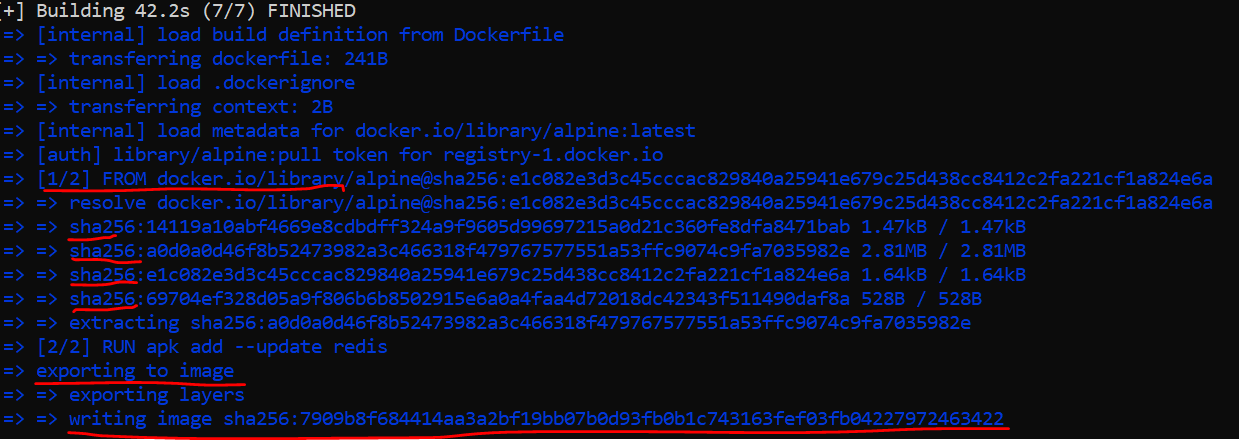 [+] Building 42.2s (7/7) FINISHED
=> [internal] load build definition from Dockerfile
=> => transferring dockerfile: 241B
=> [internal] load .dockerignore
=> => transferring context: 2B
=> [internal] load metadata for docker.io/library/alpine:latest
=> [auth] library/alpine:pull token for registry-1.docker.io
=> [1/2] FROM docker.io/library/alpine@sha256:e1c082e3d3c45cccac829840a25941e679c25d438cc8412c2fa221cf1a824e6a
=> => resolve docker.io/library/alpine@sha256:e1c082e3d3c45cccac829840a25941e679c25d438cc8412c2fa221cf1a824e6a
=> => sha256:14119a10abf4669e8cdbdff324a9f9605d99697215a0d21c360fe8dfa8471bab 1.47kB / 1.47kB
=> => sha256:a0d0a0d46f8b52473982a3c466318f479767577551a53ffc9074c9fa7035982e 2.81MB / 2.81MB
=> => sha256:e1c082e3d3c45cccac829840a25941e679c25d438cc8412c2fa221cf1a824e6a 1.64kB / 1.64kB
=> => sha256:69704ef328d05a9f806b6b8502915e6a0a4faa4d72018dc42343f511490daf8a 528B / 528B
=> => extracting sha256:a0d0a0d46f8b52473982a3c466318f479767577551a53ffc9074c9fa7035982e
=> [2/2] RUN apk add --update redis
=> exporting to image
=> => exporting layers
=> => writing image sha256:7909b8f684414aa3a2bf19bb07b0d93fb0b1c743163fef03fb04227972463422